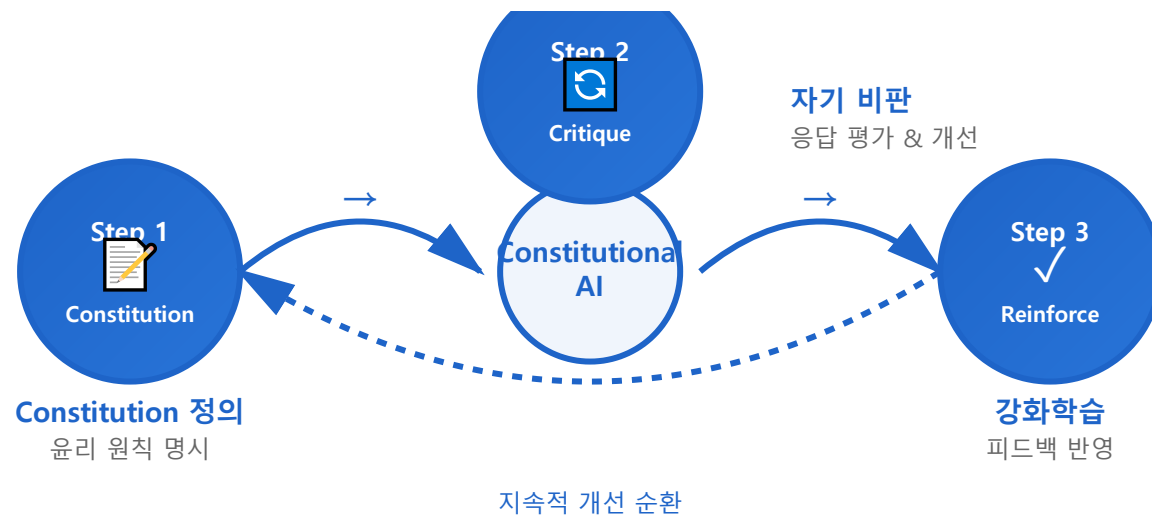 Step 1
Constitution
Constitution 정의
윤리 원칙 명시
→
Step 2
Critique
자기 비판
응답 평가 & 개선
Constitutional
AI
→
Step 3
Reinforce
강화학습
피드백 반영
지속적 개선 순환